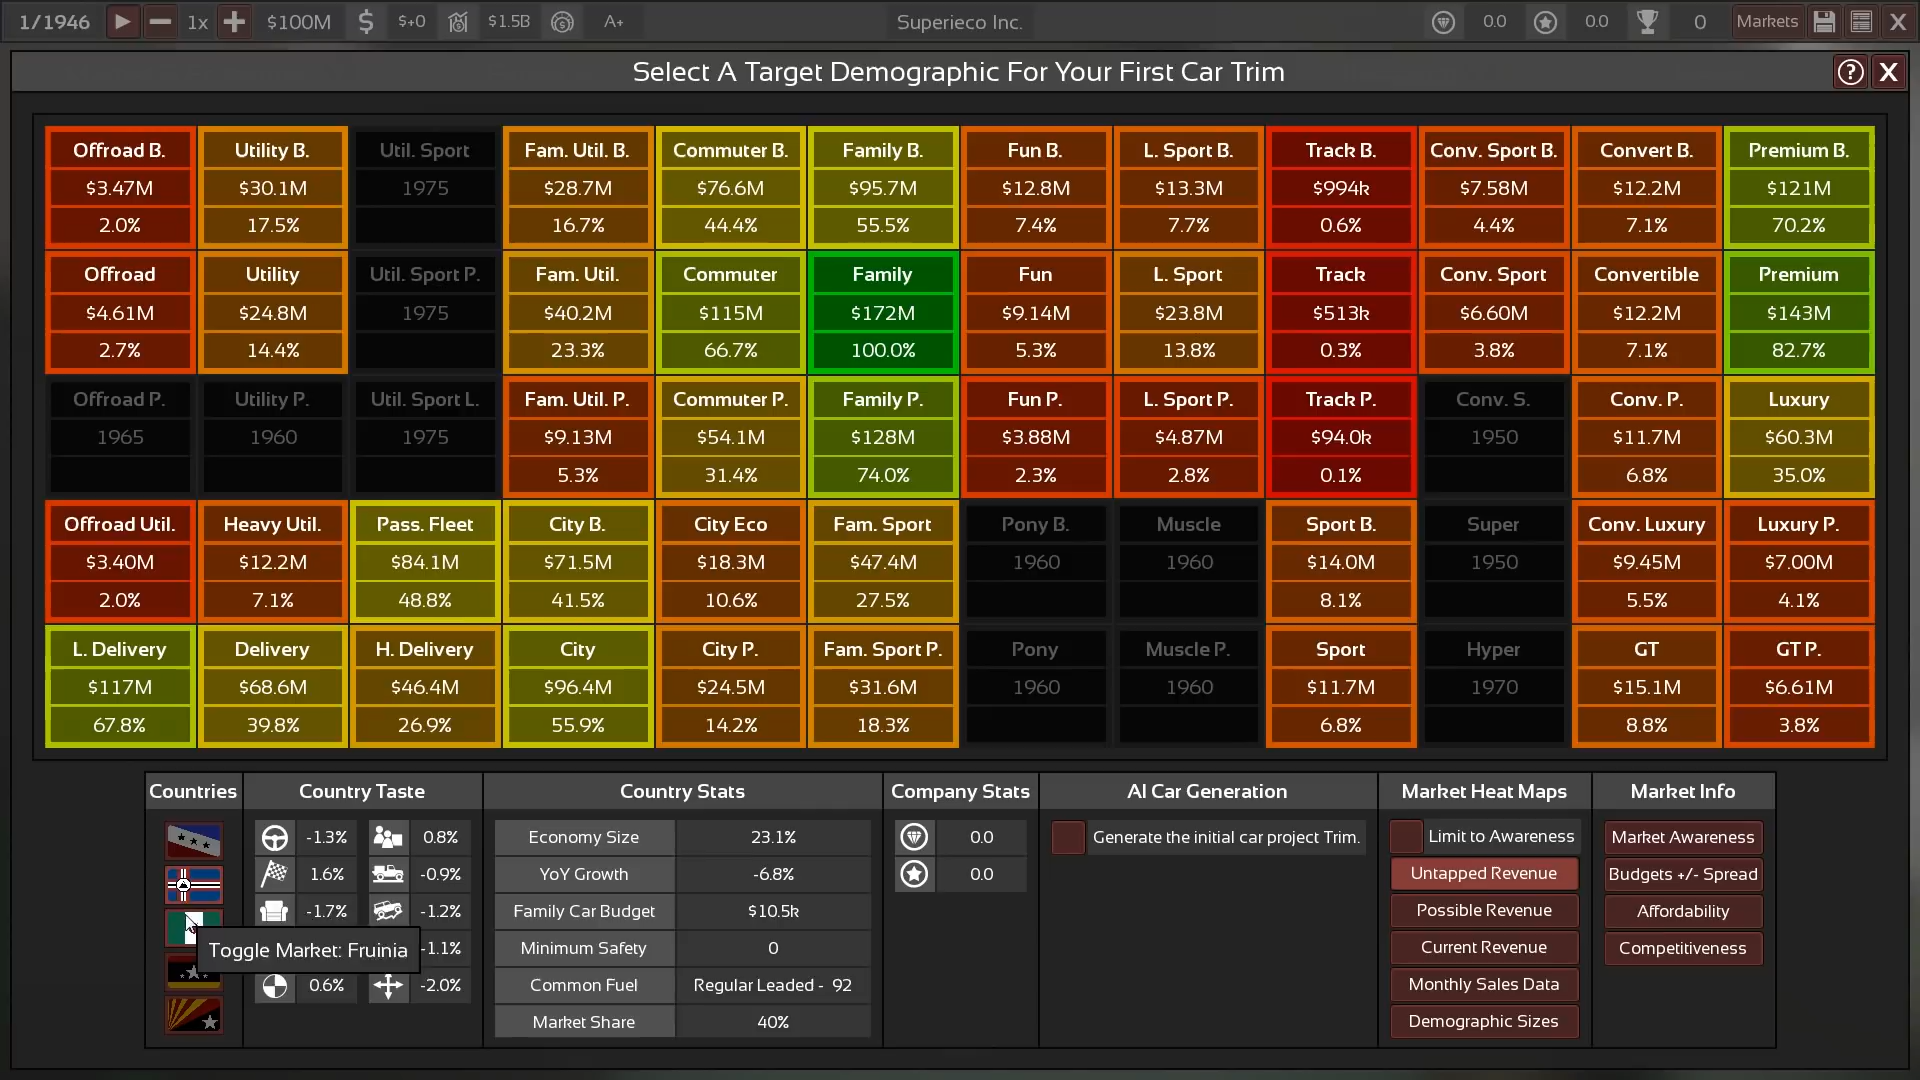 1/1946 1x $100M $+0 $1.5B A+ Superieco Inc. 0.0 0.0 0 Markets X
Select A Target Demographic For Your First Car Trim ? X
Offroad B. Utility B. Util. Sport Fam. Util. B. Commuter B. Family B. Fun B. L. Sport B. Track B. Conv. Sport B. Convert B. Premium B.
$3.47M $30.1M 1975 $28.7M $76.6M $95.7M $12.8M $13.3M $994k $7.58M $12.2M $121M
2.0% 17.5% 16.7% 44.4% 55.5% 7.4% 7.7% 0.6% 4.4% 7.1% 70.2%
Offroad Utility Util. Sport P. Fam. Util. Commuter Family Fun L. Sport Track Conv. Sport Convertible Premium
$4.61M $24.8M 1975 $40.2M $115M $172M $9.14M $23.8M $513k $6.60M $12.2M $143M
2.7% 14.4% 23.3% 66.7% 100.0% 5.3% 13.8% 0.3% 3.8% 7.1% 82.7%
Offroad P. Utility P. Util. Sport L. Fam. Util. P. Commuter P. Family P. Fun P. L. Sport P. Track P. Conv. S. Conv. P. Luxury
1965 1960 1975 $9.13M $54.1M $128M $3.88M $4.87M $94.0k 1950 $11.7M $60.3M
5.3% 31.4% 74.0% 2.3% 2.8% 0.1% 6.8% 35.0%
Offroad Util. Heavy Util. Pass. Fleet City B. City Eco Fam. Sport Pony B. Muscle Sport B. Super Conv. Luxury Luxury P.
$3.40M $12.2M $84.1M $71.5M $18.3M $47.4M 1960 1960 $14.0M 1950 $9.45M $7.00M
2.0% 7.1% 48.8% 41.5% 10.6% 27.5% 8.1% 5.5% 4.1%
L. Delivery Delivery H. Delivery City City P. Fam. Sport P. Pony Muscle P. Sport Hyper GT GT P.
$117M $68.6M $46.4M $96.4M $24.5M $31.6M 1960 1960 $11.7M 1970 $15.1M $6.61M
67.8% 39.8% 26.9% 55.9% 14.2% 18.3% 6.8% 8.8% 3.8%
Countries Country Taste Country Stats Company Stats AI Car Generation Market Heat Maps Market Info
-1.3% 0.8% Economy Size 23.1% 0.0 Generate the initial car project Trim. Limit to Awareness Market Awareness
1.6% -0.9% YoY Growth -6.8% 0.0 Untapped Revenue Budgets +/- Spread
-1.7% -1.2% Family Car Budget $10.5k Possible Revenue Affordability
Toggle Market: Fruinia -1.1% Minimum Safety 0 Current Revenue Competitiveness
0.6% -2.0% Common Fuel Regular Leaded - 92 Monthly Sales Data
Market Share 40% Demographic Sizes